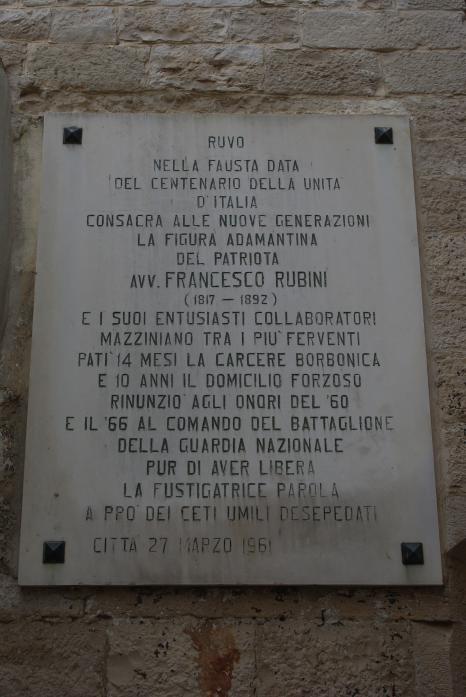 RUVO
NELLA FAUSTA DATA
DEL CENTENARIO DELLA UNITA'
D'ITALIA
CONSACRA ALLE NUOVE GENERAZIONI
LA FIGURA ADAMANTINA
DEL PATRIOTA
AVV. FRANCESCO RUBINI
(1817 – 1892)
E I SUOI ENTUSIASTI COLLABORATORI
MAZZINIANO TRA I PIU' FERVENTI
PATI' 14 MESI LA CARCERE BORBONICA
E 10 ANNI IL DOMICILIO FORZOSO
RINUNZIO' AGLI ONORI DEL '60
E IL '66 AL COMANDO DEL BATTAGLIONE
DELLA GUARDIA NAZIONALE
PUR DI AVER LIBERA
LA FUSTIGATRICE PAROLA
A PRO' DEI CETI UMILI DESEPEDATI
CITTA' 27 MARZO 1961